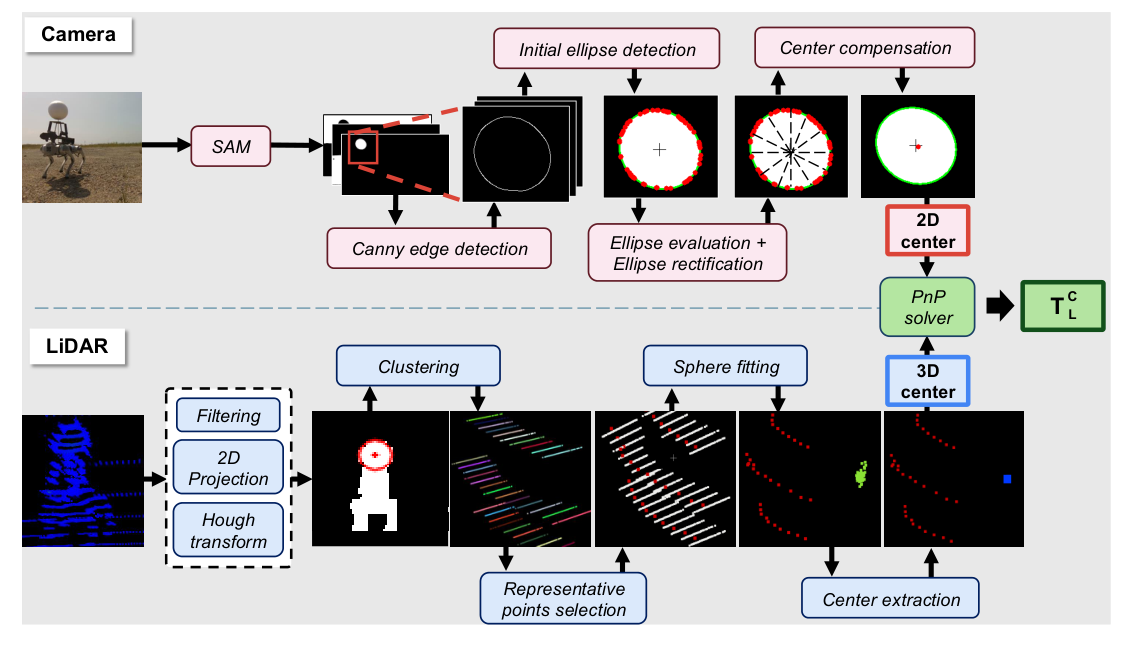 Camera
Initial ellipse detection
Center compensation
SAM
Canny edge detection
Ellipse evaluation +
Ellipse rectification
2D
center
PnP
solver
T_L^C
LiDAR
Clustering
Sphere fitting
3D
center
Filtering
2D
Projection
Hough
transform
Representative
points selection
Center extraction